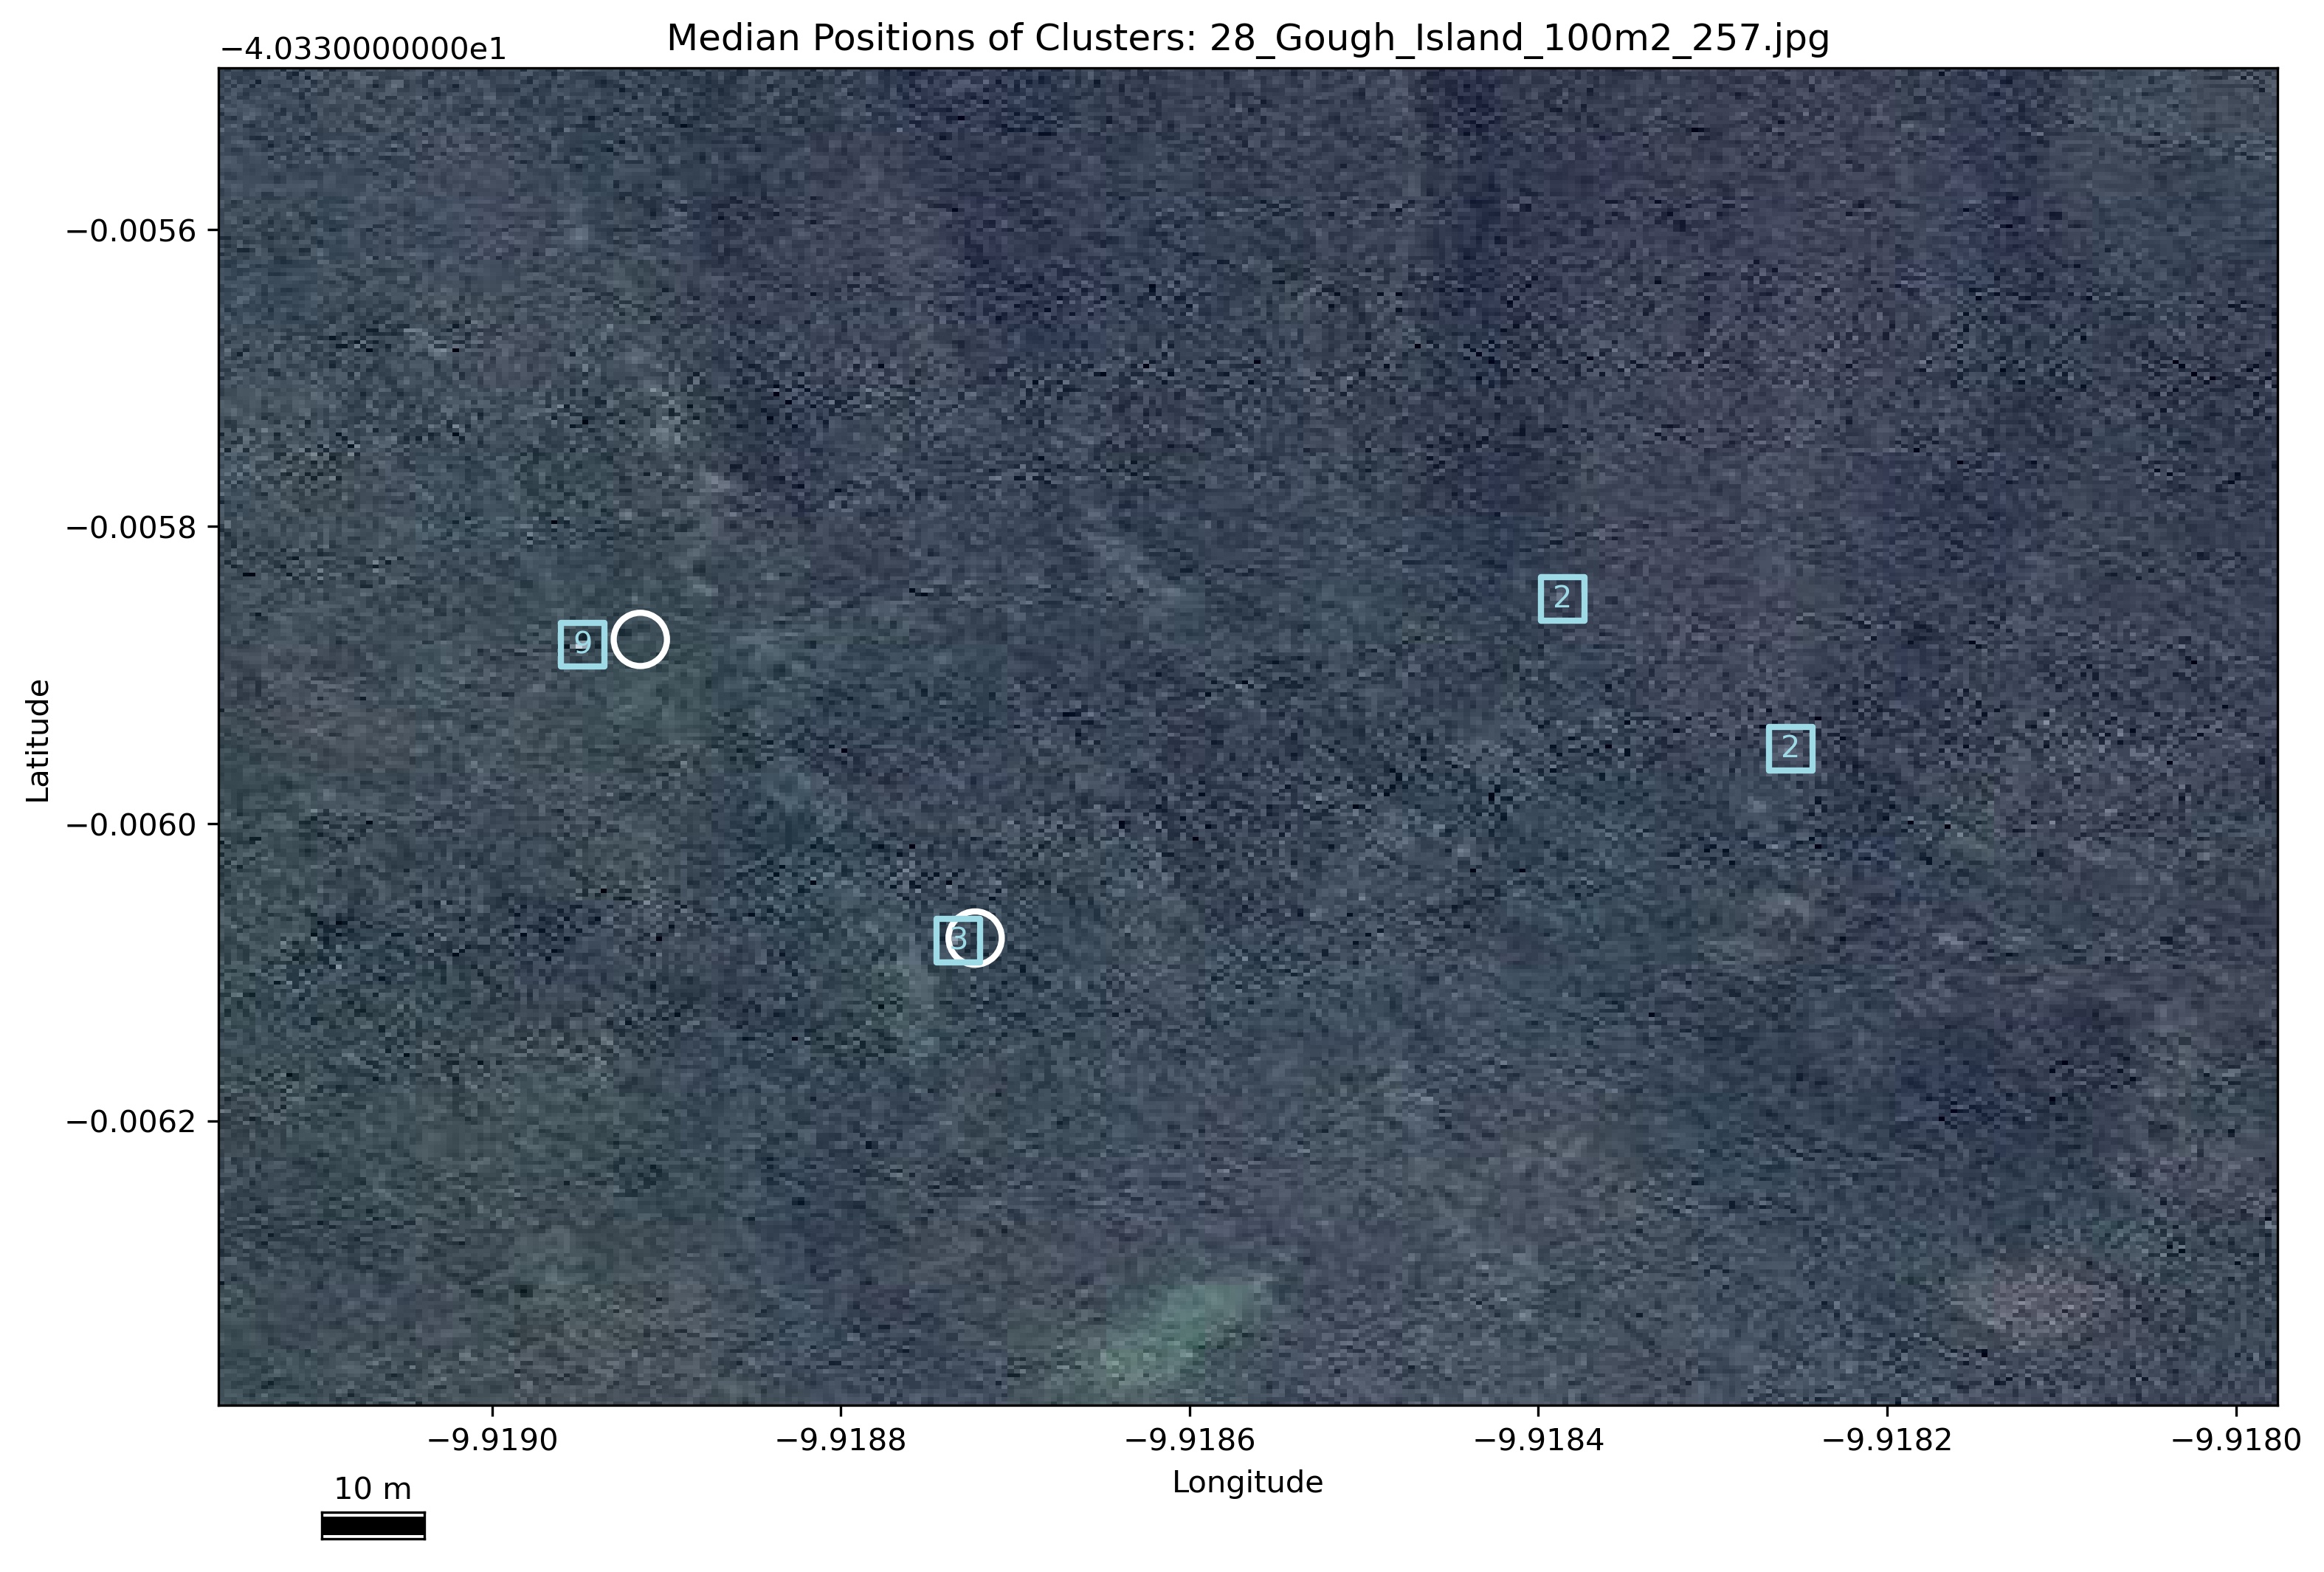 Median Positions of Clusters: 28_Gough_Island_100m2_257.jpg
−4.0330000000e1
−0.0056
−0.0058
−0.0060
−0.0062
Latitude
2
9
2
3
−9.9190
−9.9188
−9.9186
−9.9184
−9.9182
−9.9180
Longitude
10 m